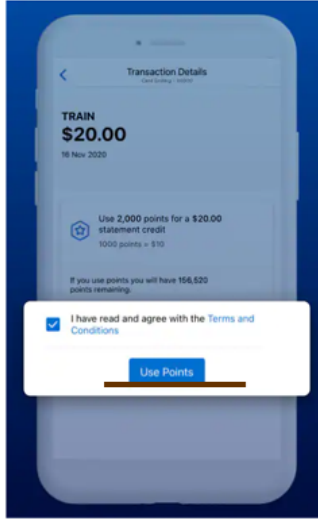 Transaction Details
TRAIN
$20.00
16 Nov 2020
Use 2,000 points for a $20.00
statement credit
1000 points = $10
If you use points you will have 156,520
points remaining.
I have read and agree with the Terms and
Conditions
Use Points